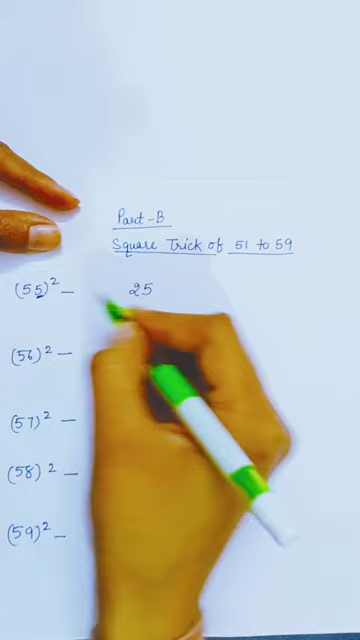 Part-B
Square Trick of 51 to 59
(55)² — 25
(56)² —
(57)² —
(58)² —
(59)² —